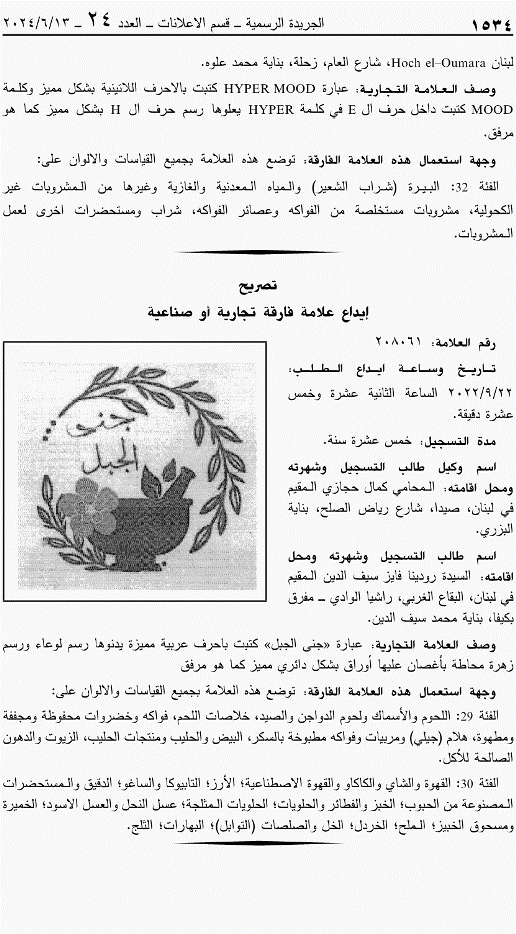 ١٥٣٤
الجريدة الرسمية ــ قسم الاعلانات ــ العدد ٢٤ ــ ٢٠٢٤/٦/١٣
لبنان Hoch el–Oumara، شارع العام، زحلة، بناية محمد علوه.
وصف العلامة التجارية: عبارة HYPER MOOD كتبت بالاحرف اللاتينية بشكل مميز وكلمة
MOOD كتبت داخل حرف ال E في كلمة HYPER يعلوها رسم حرف ال H بشكل مميز كما هو
مرفق.
وجهة استعمال هذه العلامة الفارقة: توضع هذه العلامة بجميع القياسات والالوان على:
الفئة 32: البيرة (شراب الشعير) والمياه المعدنية والغازية وغيرها من المشروبات غير
الكحولية، مشروبات مستخلصة من الفواكه وعصائر الفواكه، شراب ومستحضرات اخرى لعمل
المشروبات.
تصريح
إيداع علامة فارقة تجارية أو صناعية
رقم العلامة: ٢٠٨٠٦١
تاريخ وساعة ايداع الطلب:
٢٠٢٢/٩/٢٢ الساعة الثانية عشرة وخمس
عشرة دقيقة.
مدة التسجيل: خمس عشرة سنة.
اسم وكيل طالب التسجيل وشهرته
ومحل اقامته: المحامي كمال حجازي المقيم
في لبنان، صيدا، شارع رياض الصلح، بناية
البزري.
اسم طالب التسجيل وشهرته ومحل
اقامته: السيدة رودينا فايز سيف الدين المقيم
في لبنان، البقاع الغربي، راشيا الوادي ــ مفرق
بكيفا، بناية محمد سيف الدين.
جنى
الجبل
وصف العلامة التجارية: عبارة «جنى الجبل» كتبت باحرف عربية مميزة يدنوها رسم لوعاء ورسم
زهرة محاطة بأغصان عليها أوراق بشكل دائري مميز كما هو مرفق
وجهة استعمال هذه العلامة الفارقة: توضع هذه العلامة بجميع القياسات والالوان على:
الفئة 29: اللحوم والأسماك ولحوم الدواجن والصيد، خلاصات اللحم، فواكه وخضروات محفوظة ومجففة
ومطهوة، هلام (جيلي) ومربيات وفواكه مطبوخة بالسكر، البيض والحليب ومنتجات الحليب، الزيوت والدهون
الصالحة للأكل.
الفئة 30: القهوة والشاي والكاكاو والقهوة الاصطناعية؛ الأرز؛ التابيوكا والساغو؛ الدقيق والمستحضرات
المصنوعة من الحبوب؛ الخبز والفطائر والحلويات؛ الحلويات المثلجة؛ عسل النحل والعسل الاسود؛ الخميرة
ومسحوق الخبيز؛ الملح؛ الخردل؛ الخل والصلصات (التوابل)؛ البهارات؛ الثلج.